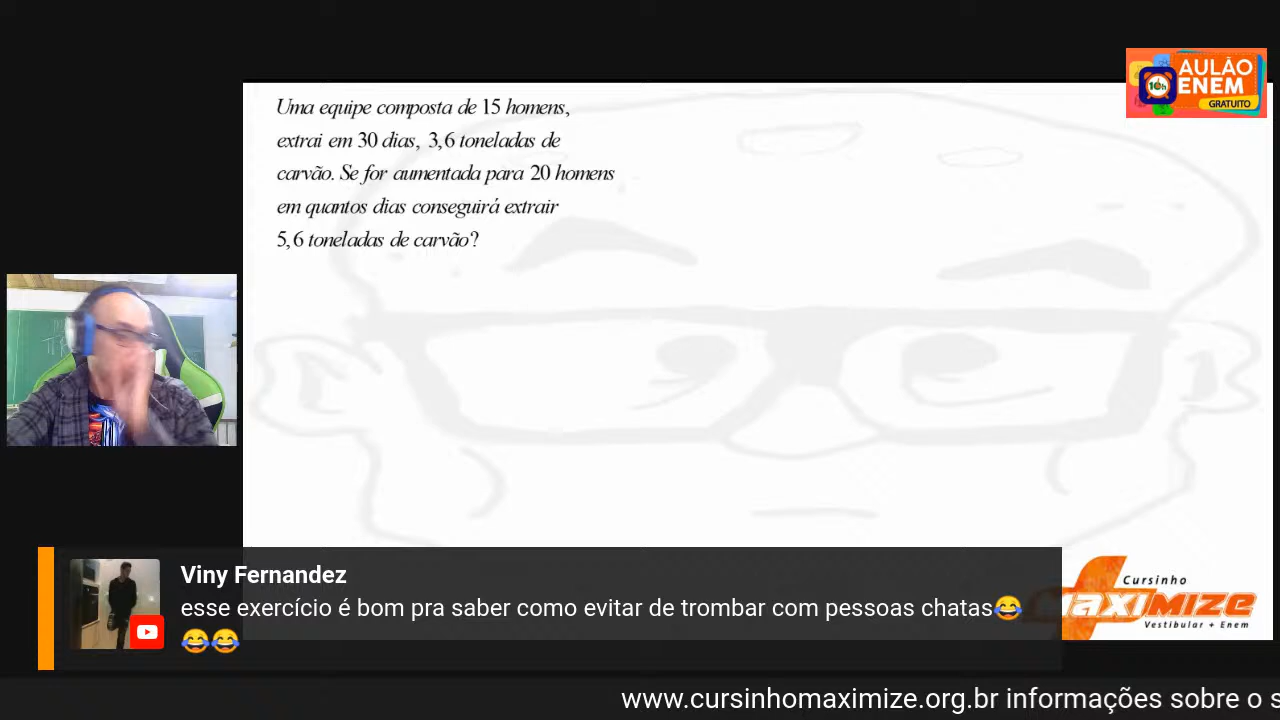 AULÃO
ENEM
10h
GRATUITO
Uma equipe composta de 15 homens,
extrai em 30 dias, 3,6 toneladas de
carvão. Se for aumentada para 20 homens
em quantos dias conseguirá extrair
5,6 toneladas de carvão?
Viny Fernandez
esse exercício é bom pra saber como evitar de trombar com pessoas chatas😂
😂😂
Cursinho
maximize
Vestibular + Enem
www.cursinhomaximize.org.br informações sobre o s